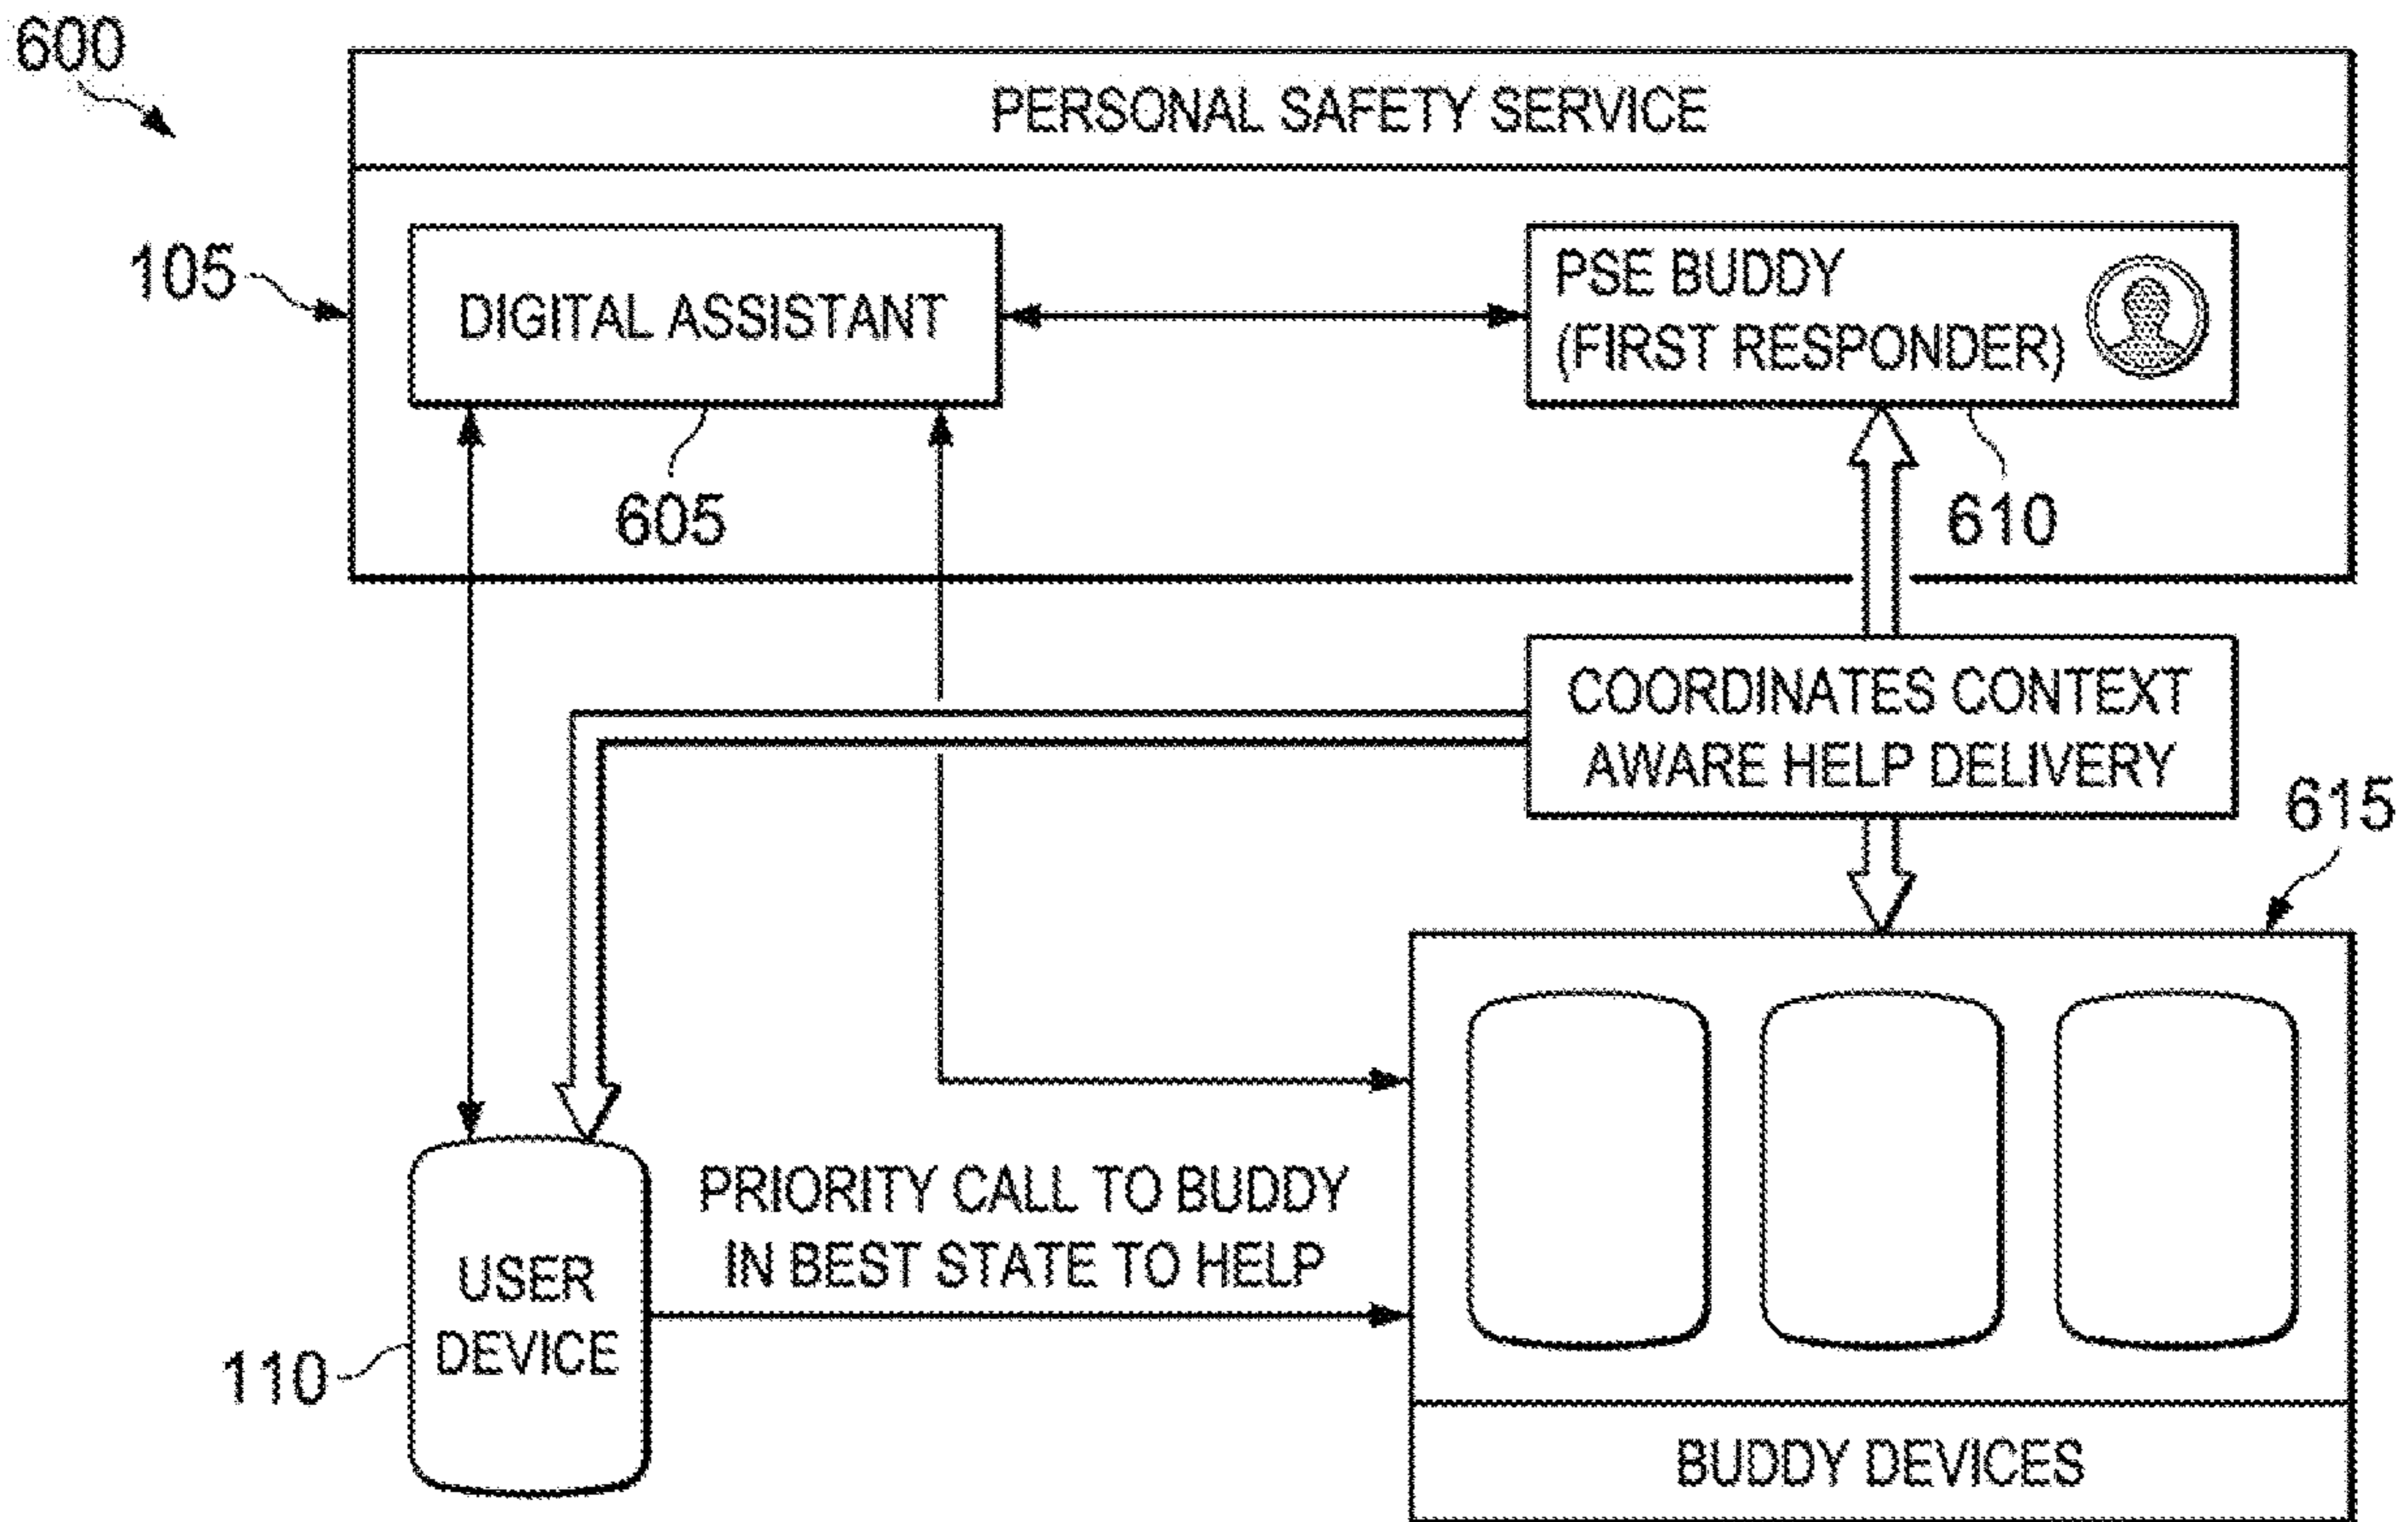 600
PERSONAL SAFETY SERVICE
105
DIGITAL ASSISTANT
PSE BUDDY
(FIRST RESPONDER)
605
610
COORDINATES CONTEXT
AWARE HELP DELIVERY
615
PRIORITY CALL TO BUDDY
IN BEST STATE TO HELP
USER
DEVICE
110
BUDDY DEVICES